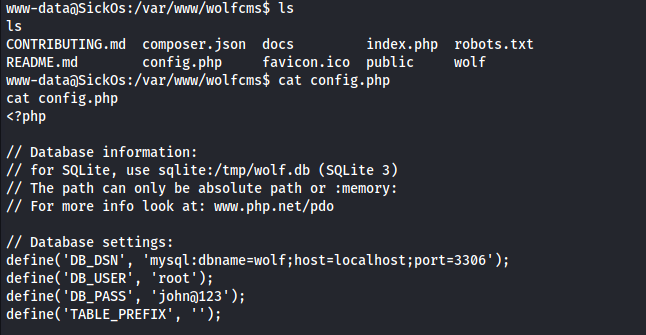 www-data@SickOs:/var/www/wolfcms$ ls
ls
CONTRIBUTING.md  composer.json  docs         index.php  robots.txt
README.md        config.php     favicon.ico  public     wolf
www-data@SickOs:/var/www/wolfcms$ cat config.php
cat config.php
<?php

// Database information:
// for SQLite, use sqlite:/tmp/wolf.db (SQLite 3)
// The path can only be absolute path or :memory:
// For more info look at: www.php.net/pdo

// Database settings:
define('DB_DSN', 'mysql:dbname=wolf;host=localhost;port=3306');
define('DB_USER', 'root');
define('DB_PASS', 'john@123');
define('TABLE_PREFIX', '');